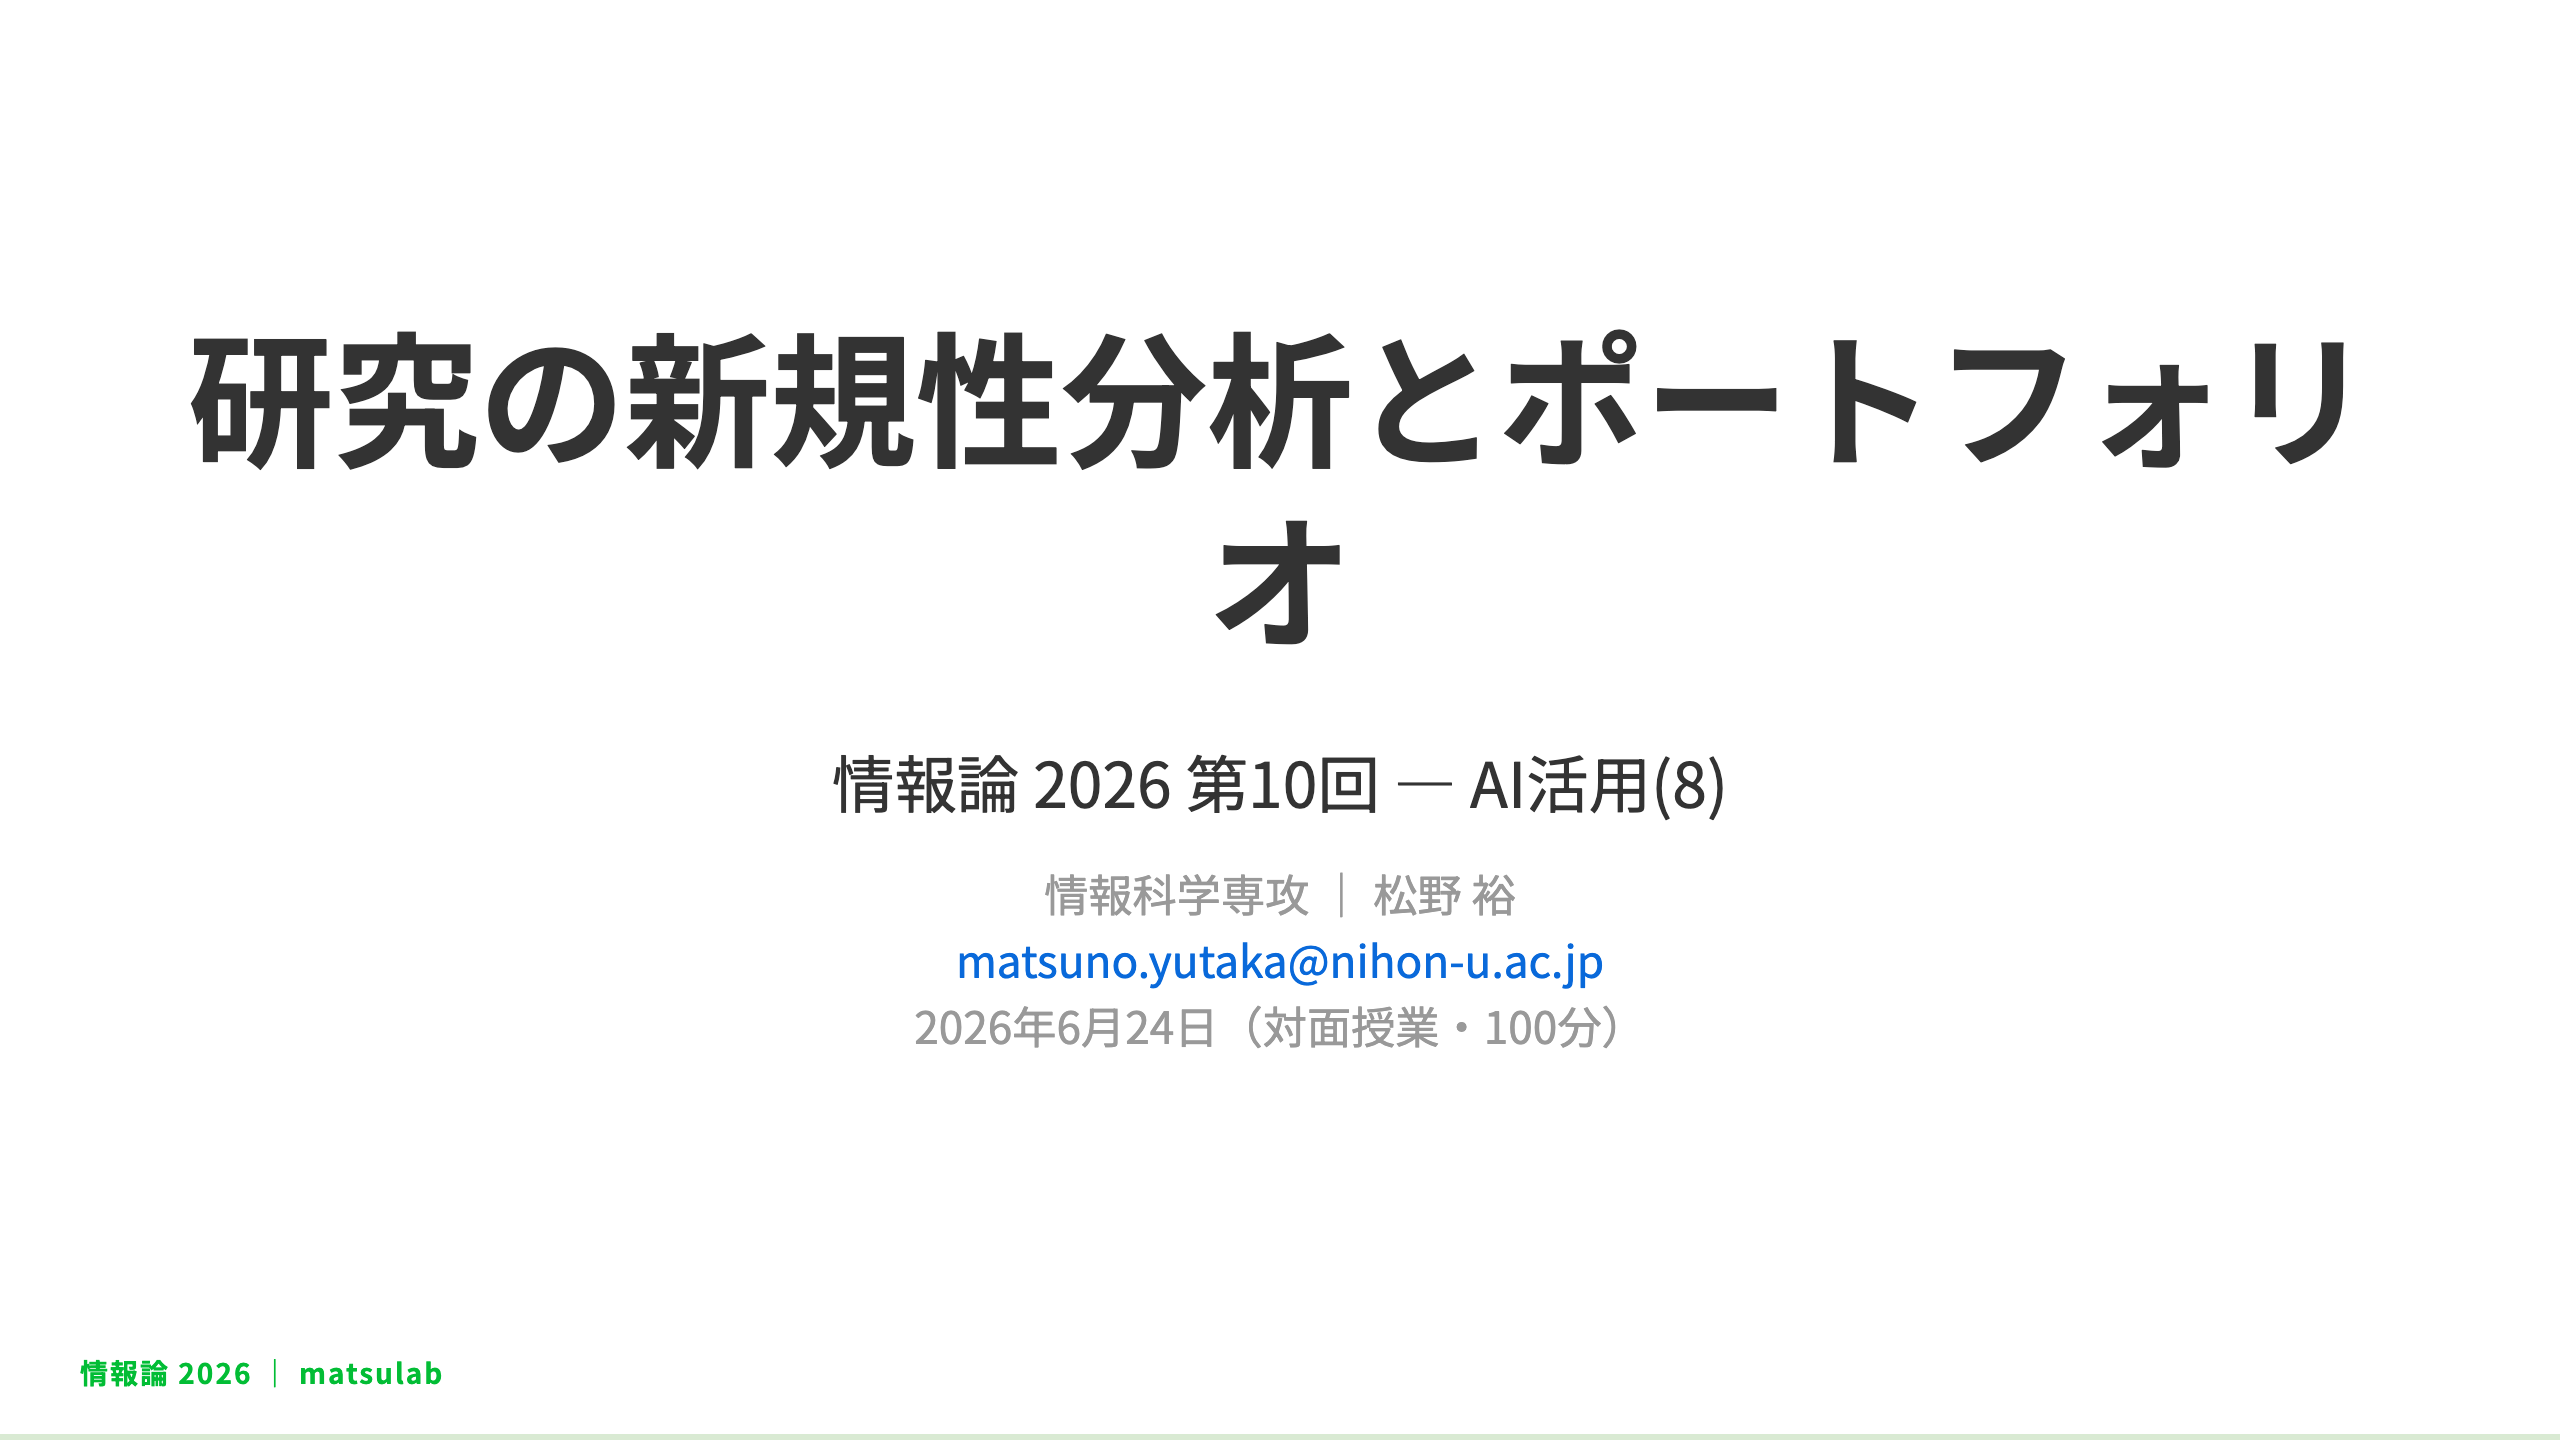 研究の新規性分析とポートフォリ
オ
情報論 2026 第10回 — AI活用(8)
情報科学専攻 ｜ 松野 裕
matsuno.yutaka@nihon-u.ac.jp
2026年6月24日（対面授業・100分）
情報論 2026 ｜ matsulab